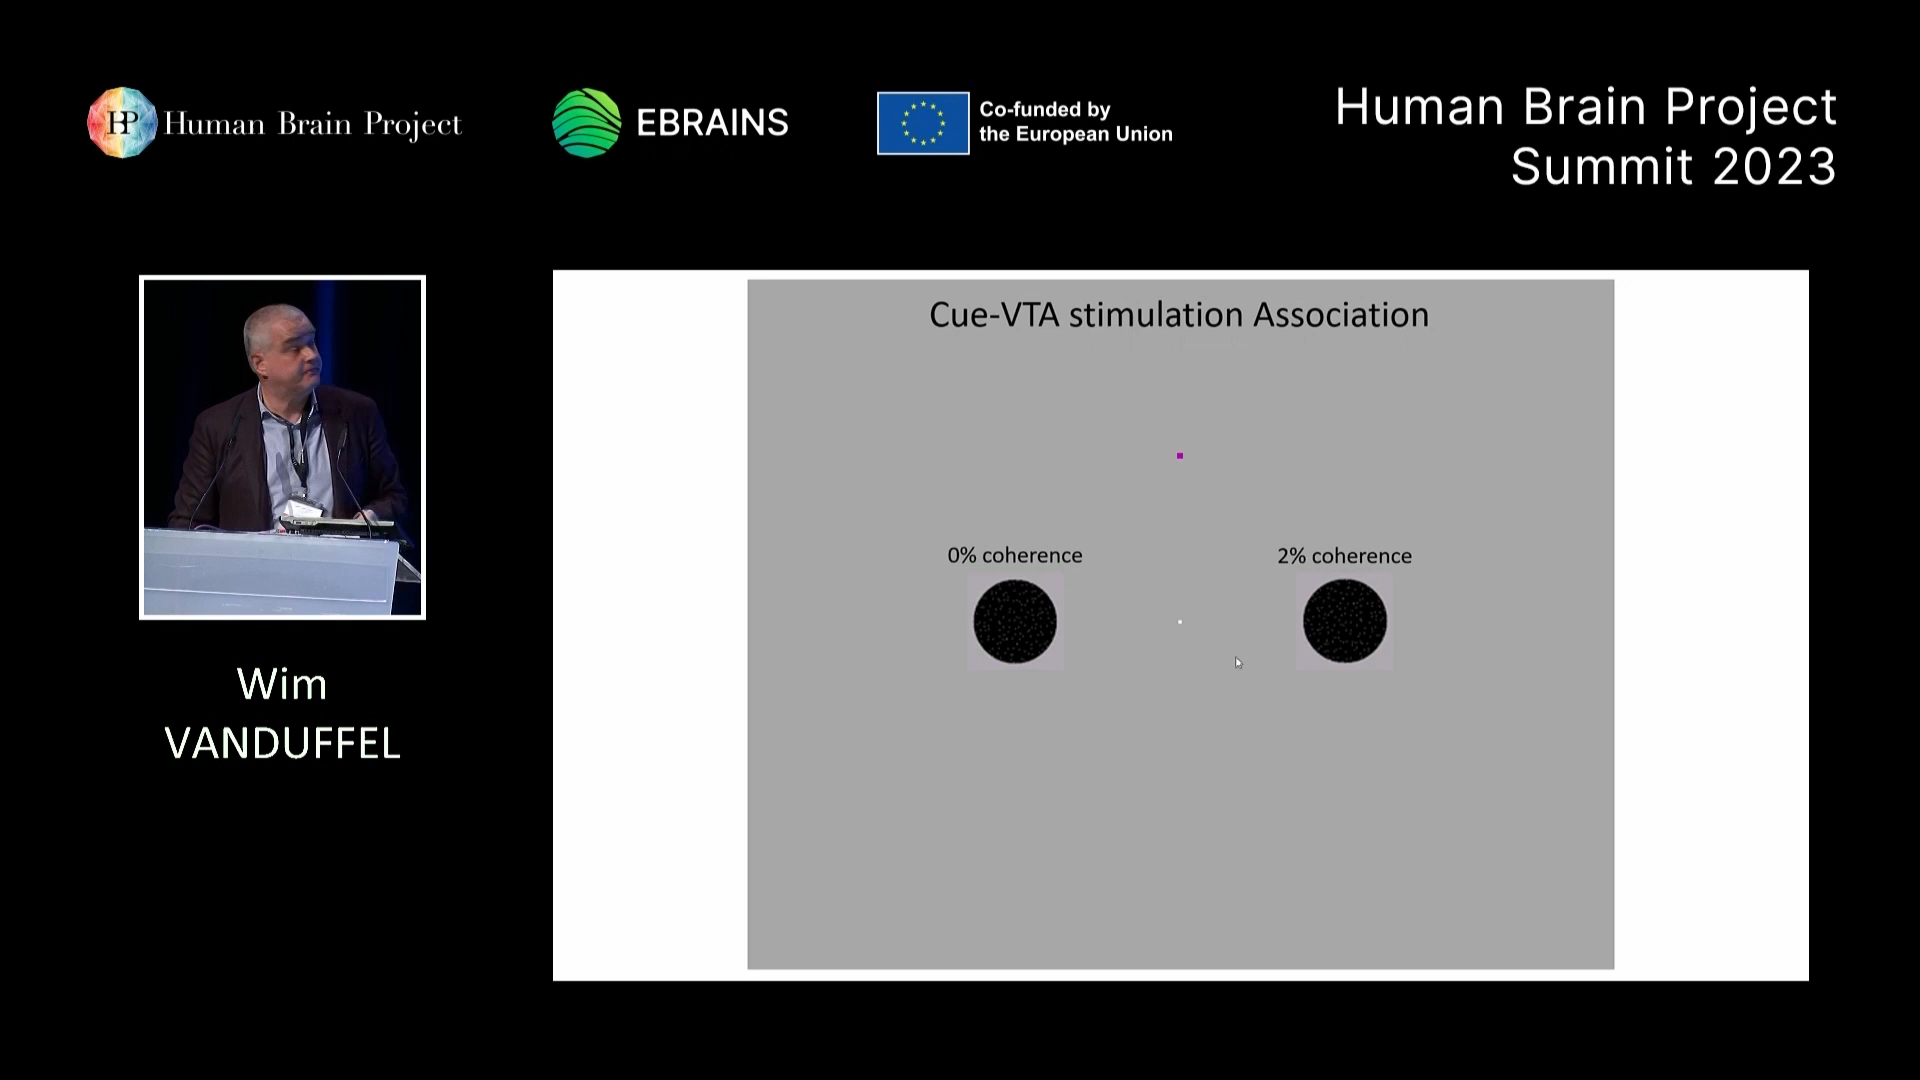 HP Human Brain Project
EBRAINS
Co-funded by
the European Union
Human Brain Project
Summit 2023
Cue-VTA stimulation Association
0% coherence
2% coherence
Wim
VANDUFFEL